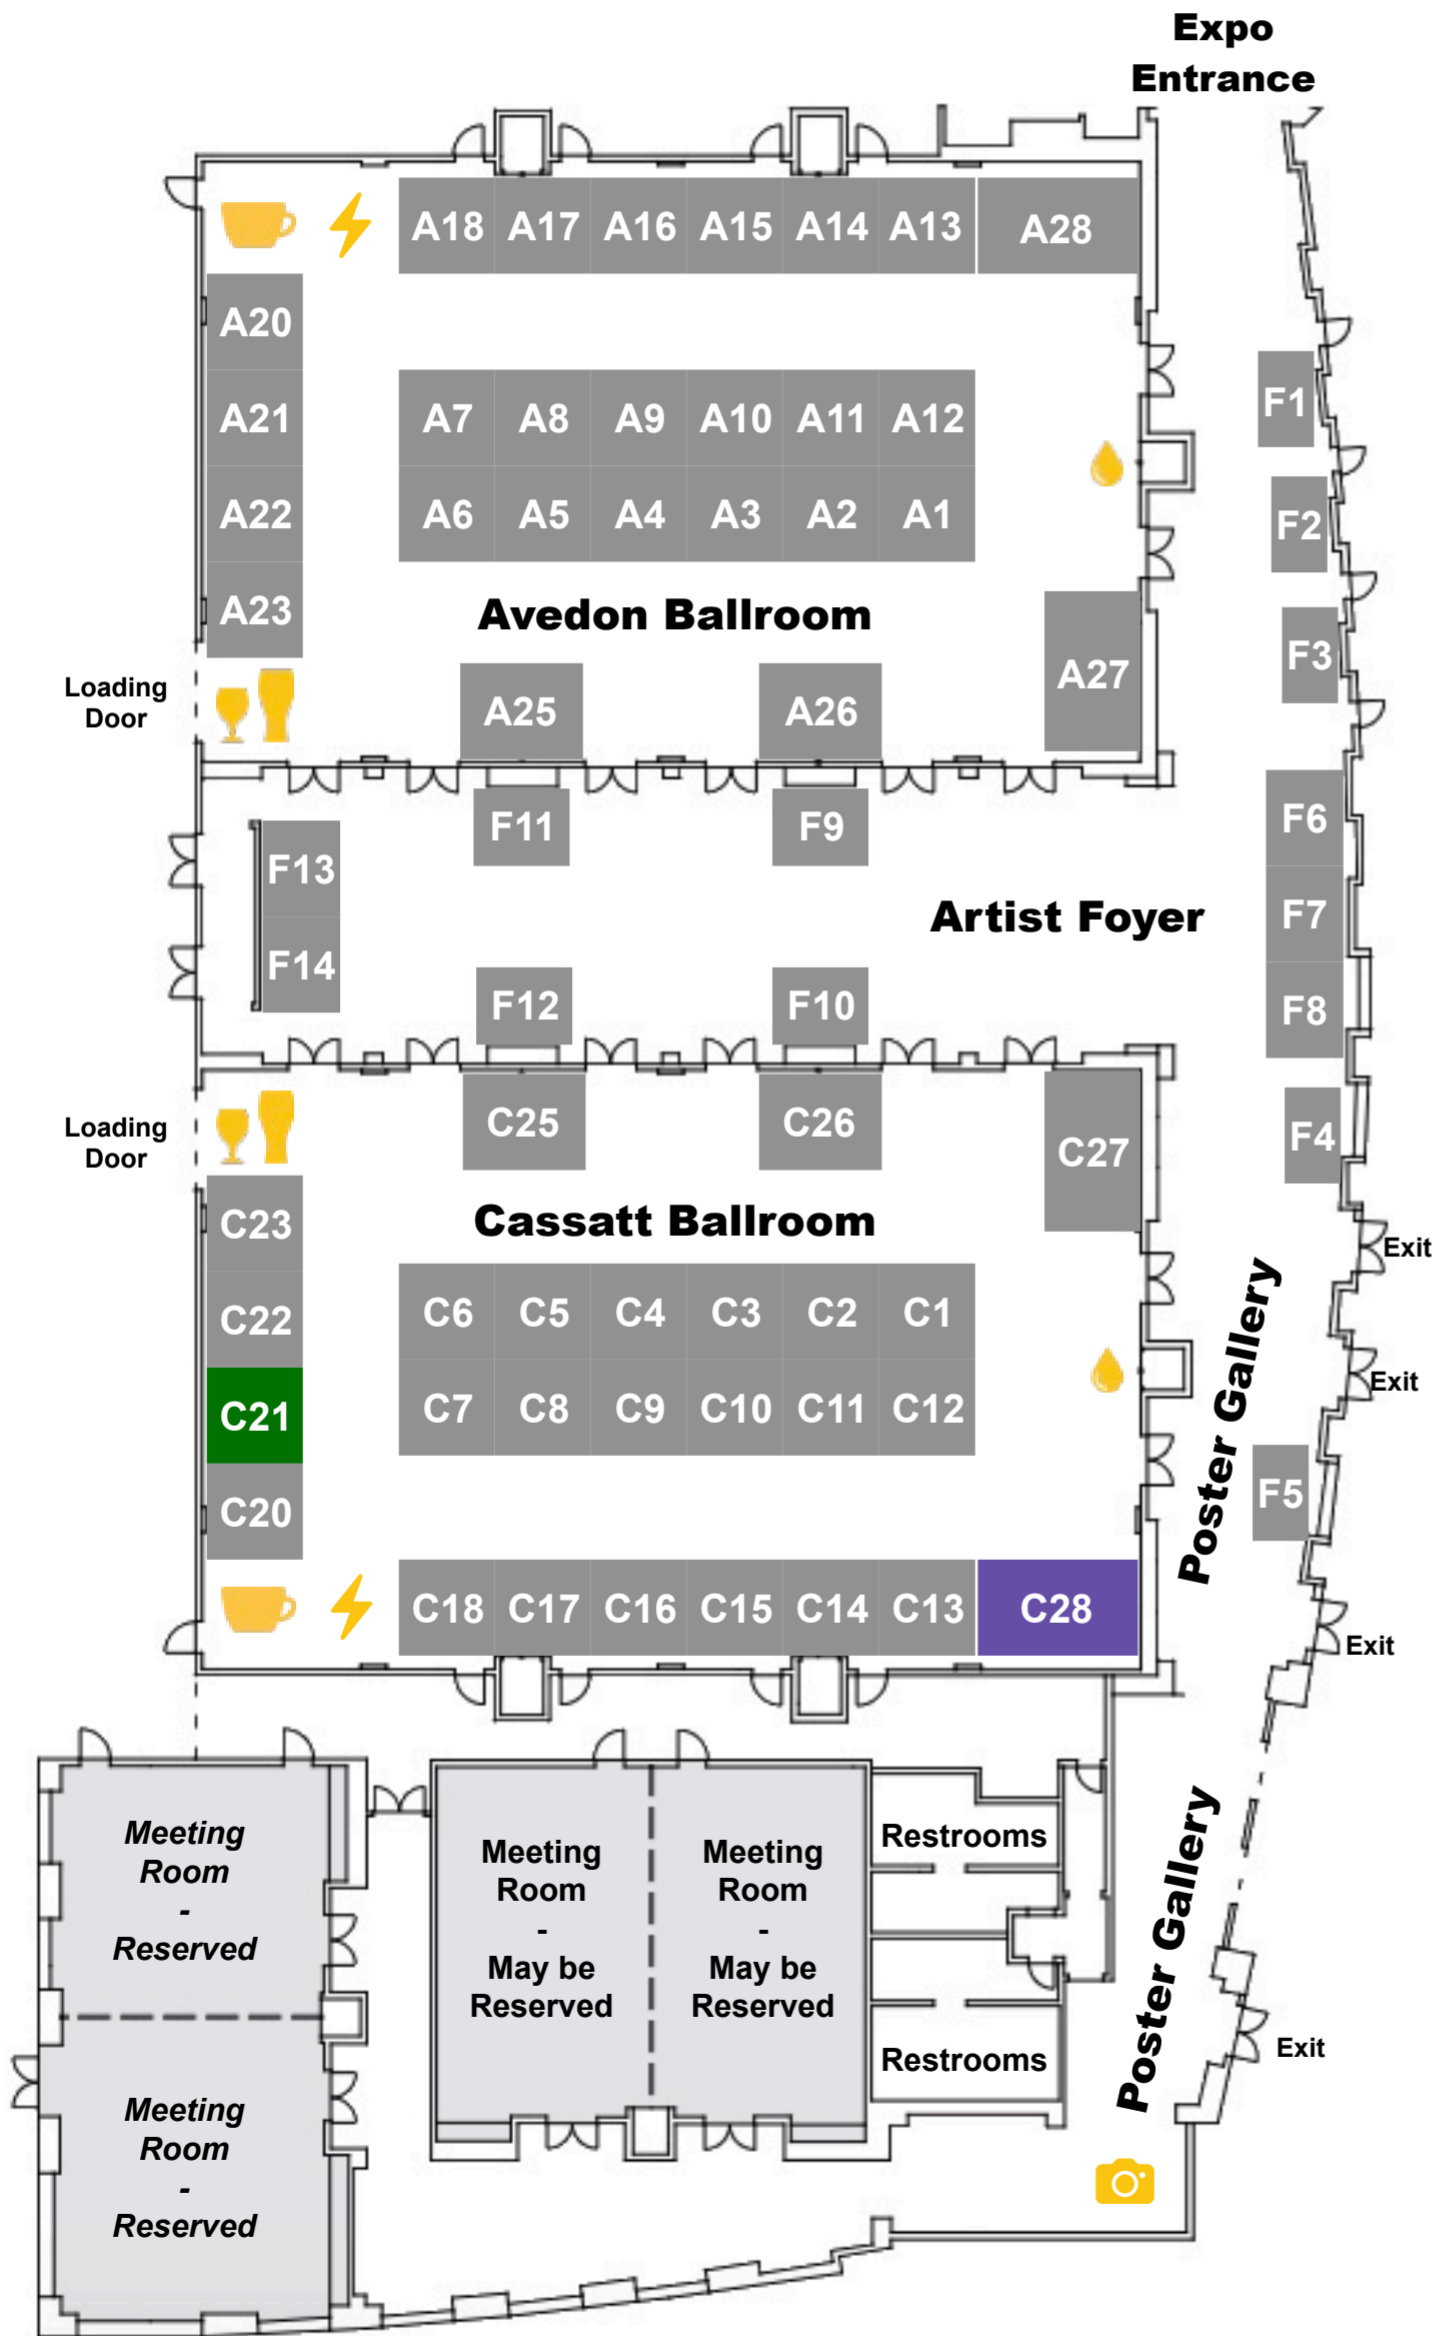 Expo
Entrance
A18 A17 A16 A15 A14 A13 A28
A20
A21
A22
A23
A7 A8 A9 A10 A11 A12
A6 A5 A4 A3 A2 A1
F1
F2
F3
Avedon Ballroom
Loading
Door
A25 A26 A27
F11 F9
F13
F14
Artist Foyer
F6
F7
F8
F12 F10
F4
Loading
Door
C25 C26 C27
C23
C22
C21
C20
Cassatt Ballroom
C6 C5 C4 C3 C2 C1
C7 C8 C9 C10 C11 C12
Exit
Exit
Poster Gallery
F5
C18 C17 C16 C15 C14 C13 C28
Exit
Meeting
Room
-
Reserved
Meeting
Room
-
May be
Reserved
Meeting
Room
-
May be
Reserved
Restrooms
Restrooms
Poster Gallery
Exit
Meeting
Room
-
Reserved